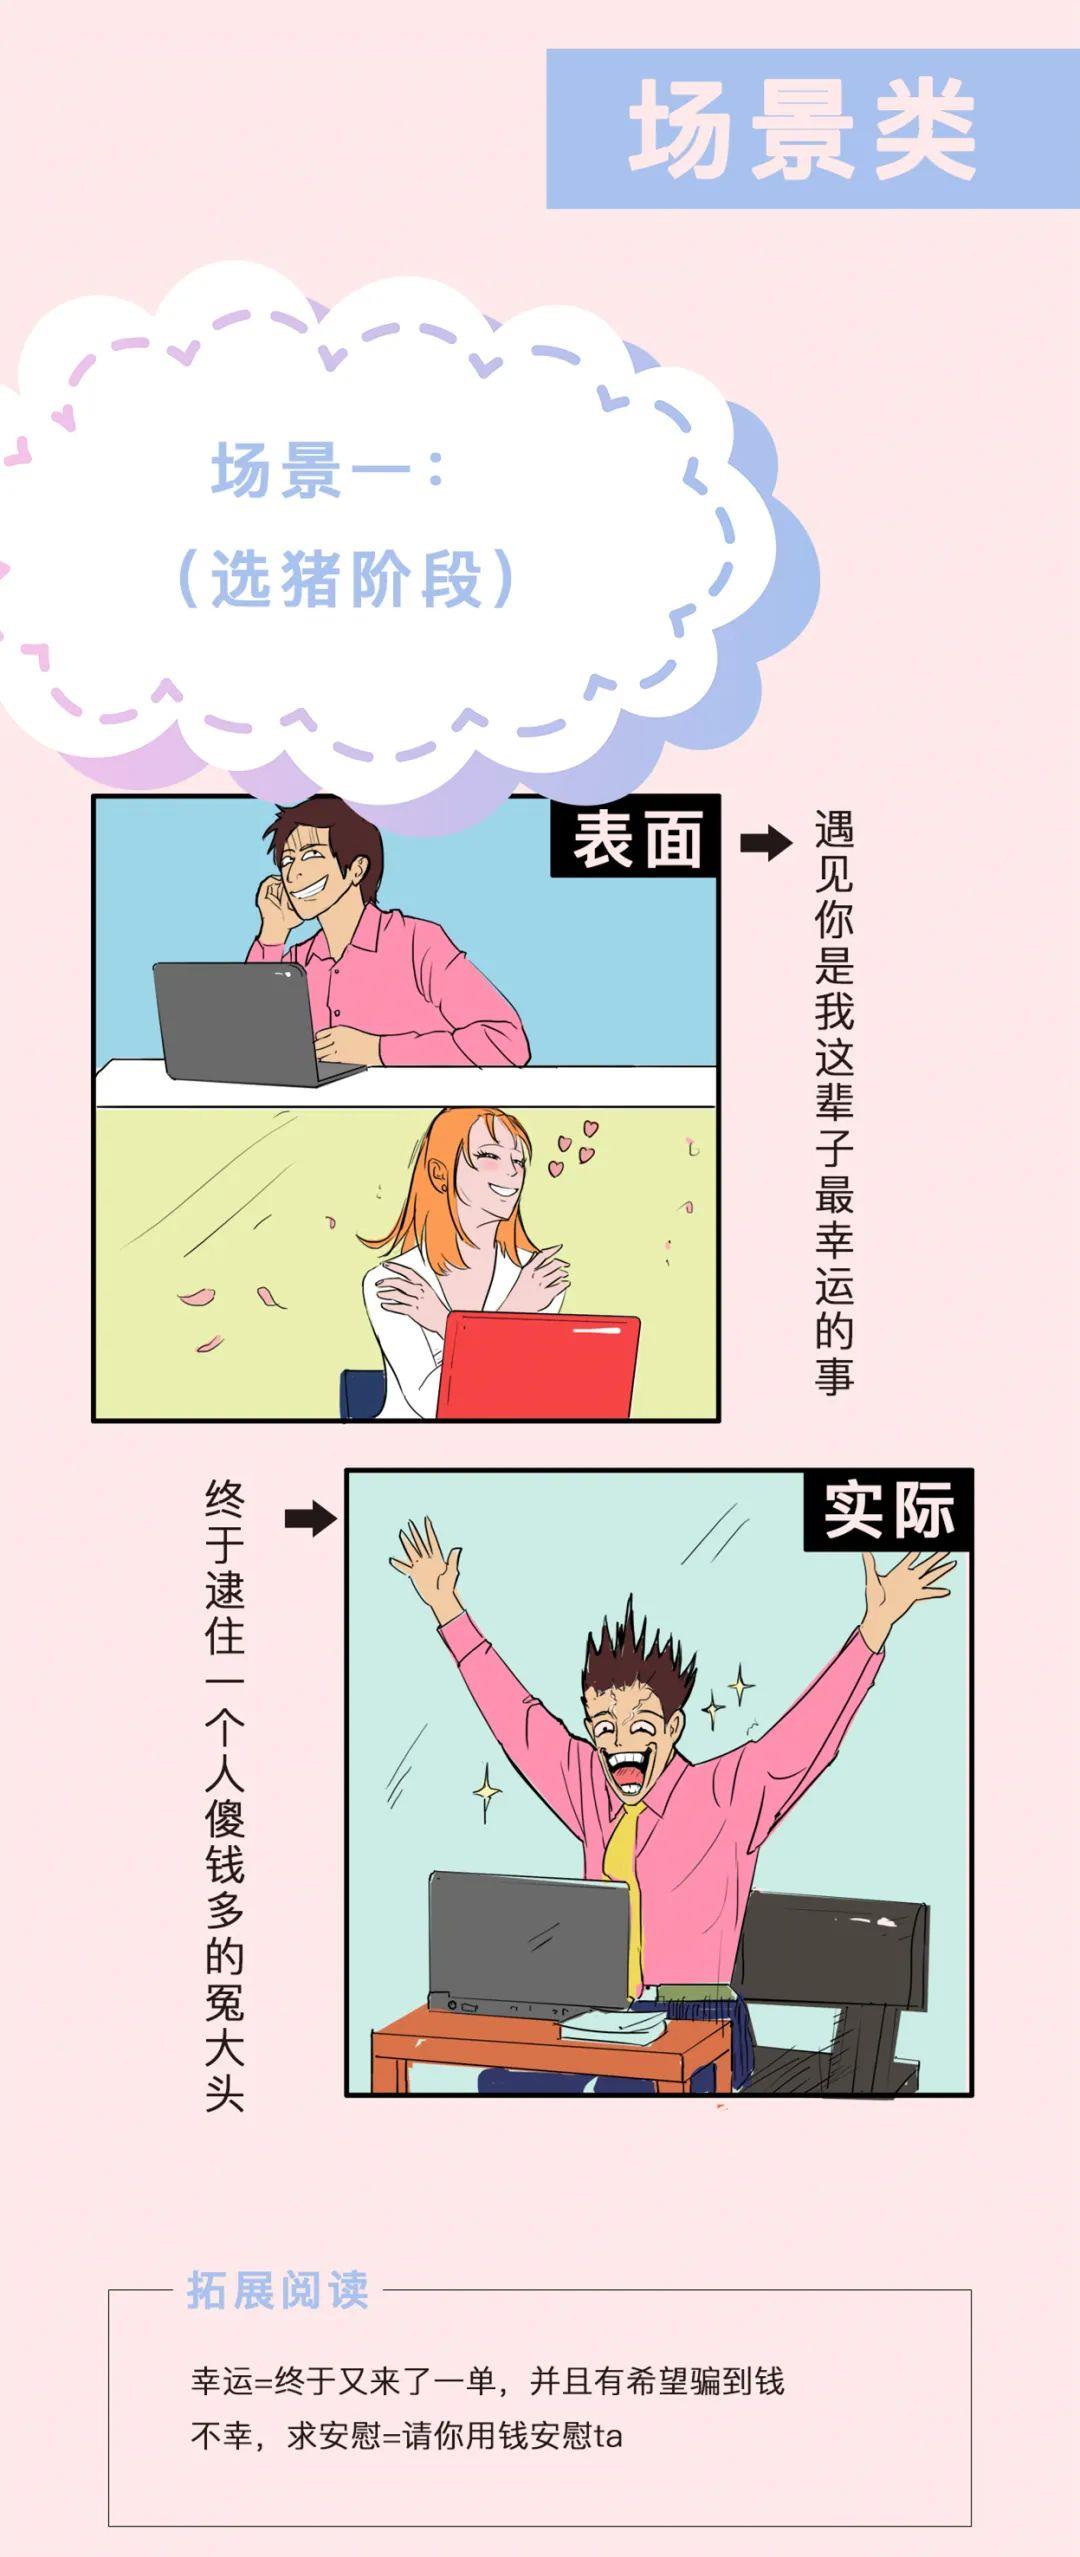 场景类
场景一：
（选猪阶段）
表面
遇见你是我这辈子最幸运的事
实际
终于逮住一个人傻钱多的冤大头
拓展阅读
幸运=终于又来了一单，并且有希望骗到钱
不幸，求安慰=请你用钱安慰ta